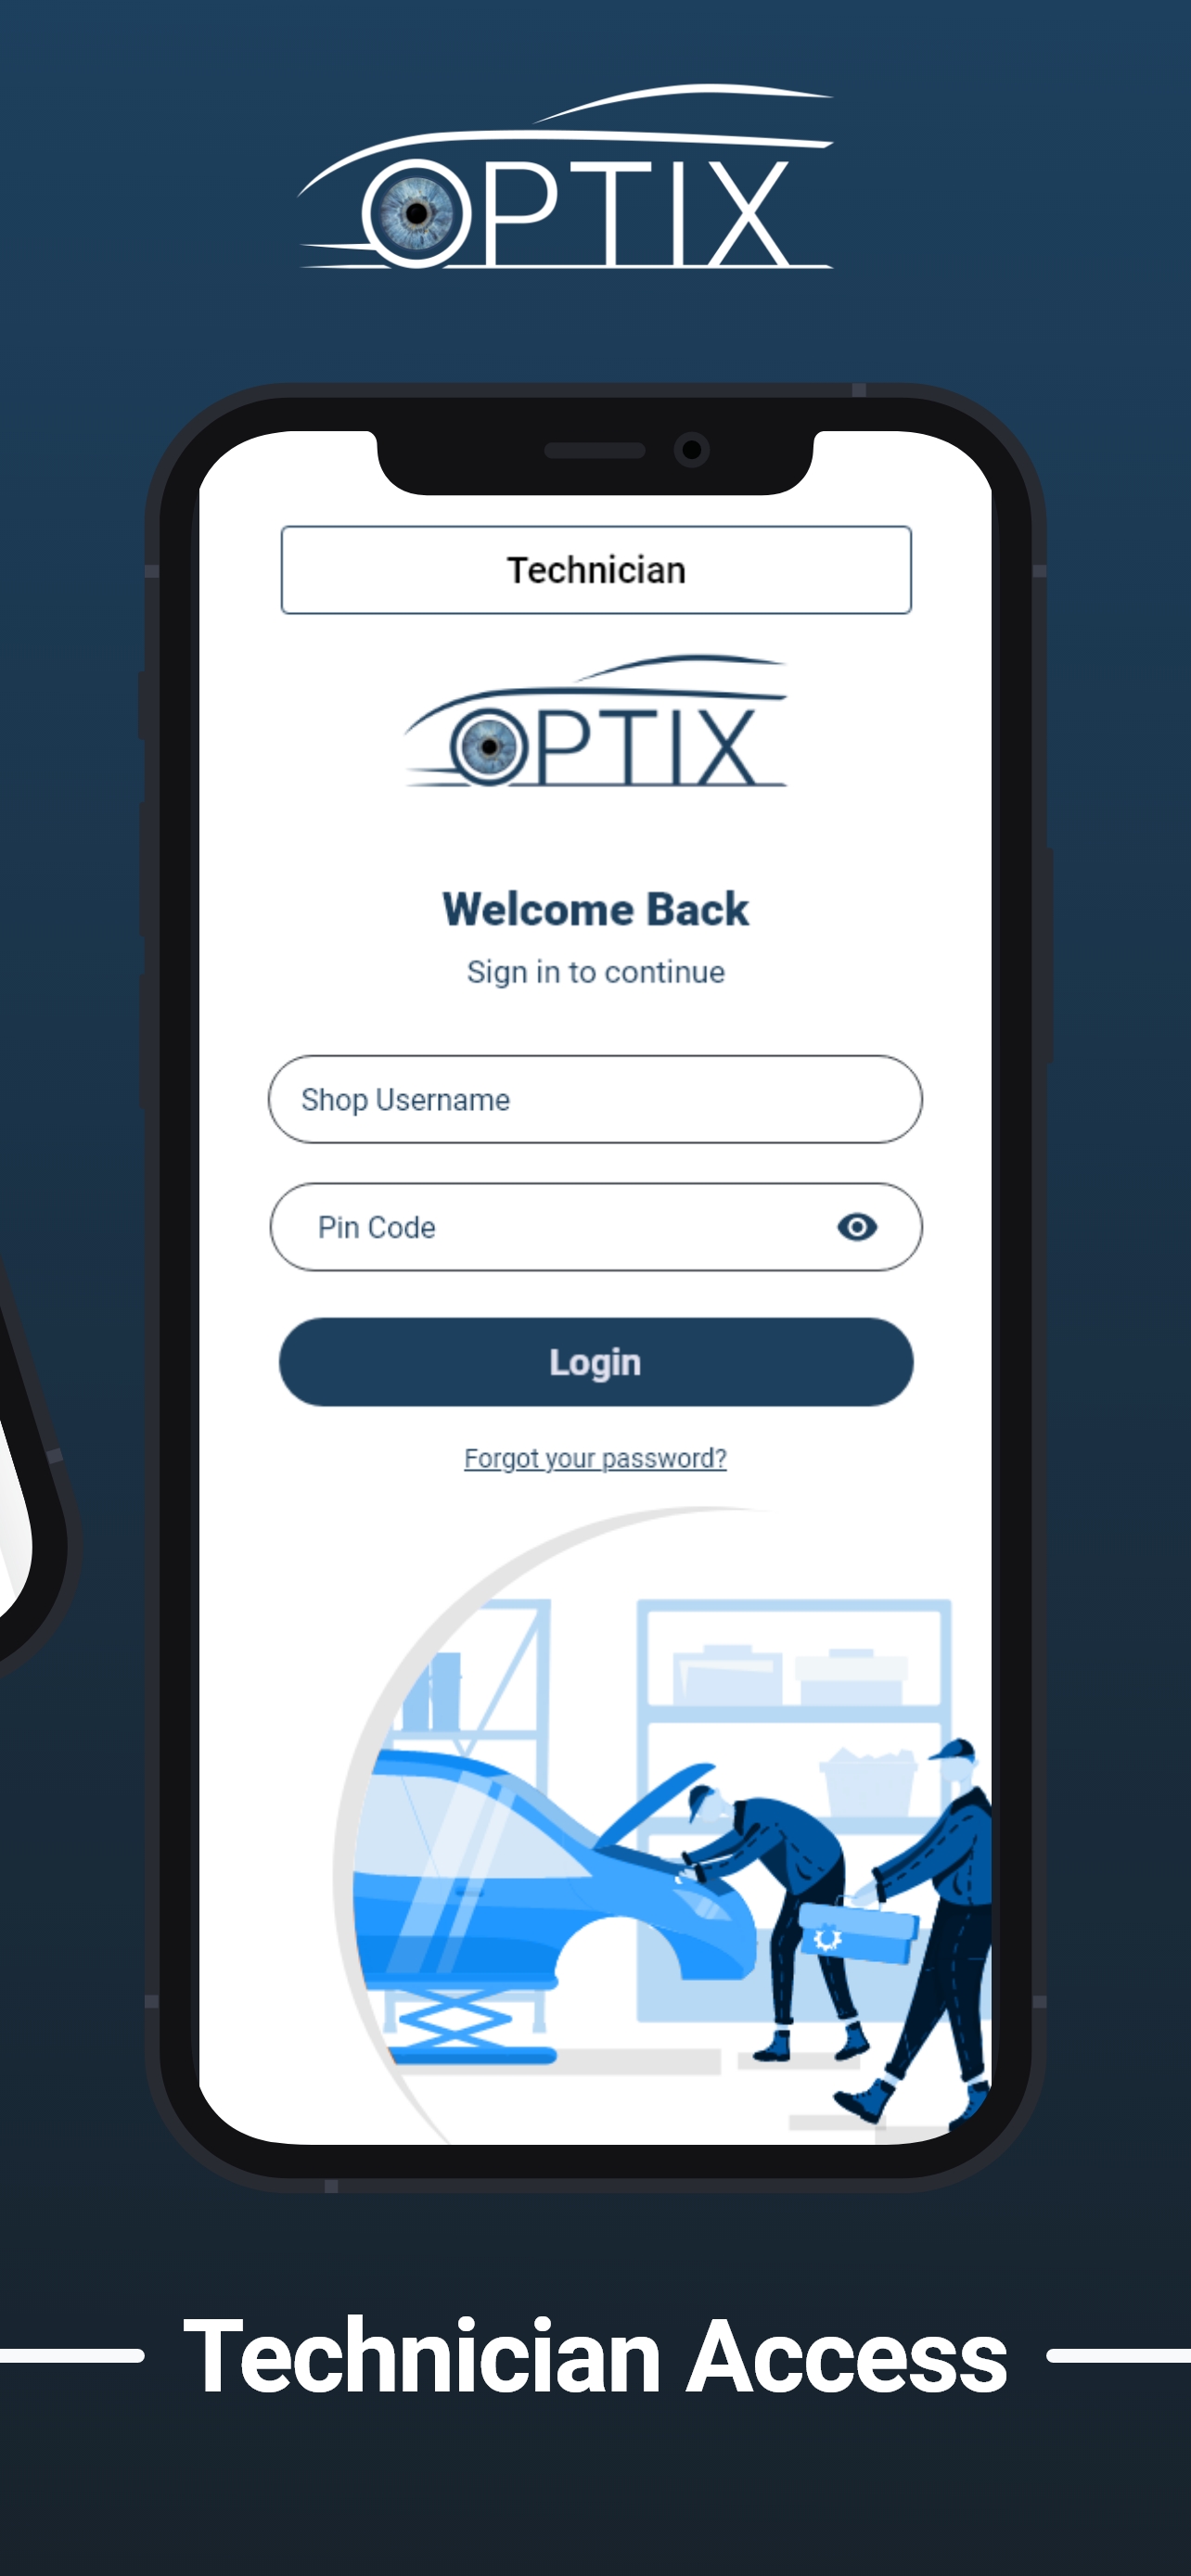 OPTIX
Technician
OPTIX
Welcome Back
Sign in to continue
Shop Username
Pin Code
Login
Forgot your password?
Technician Access